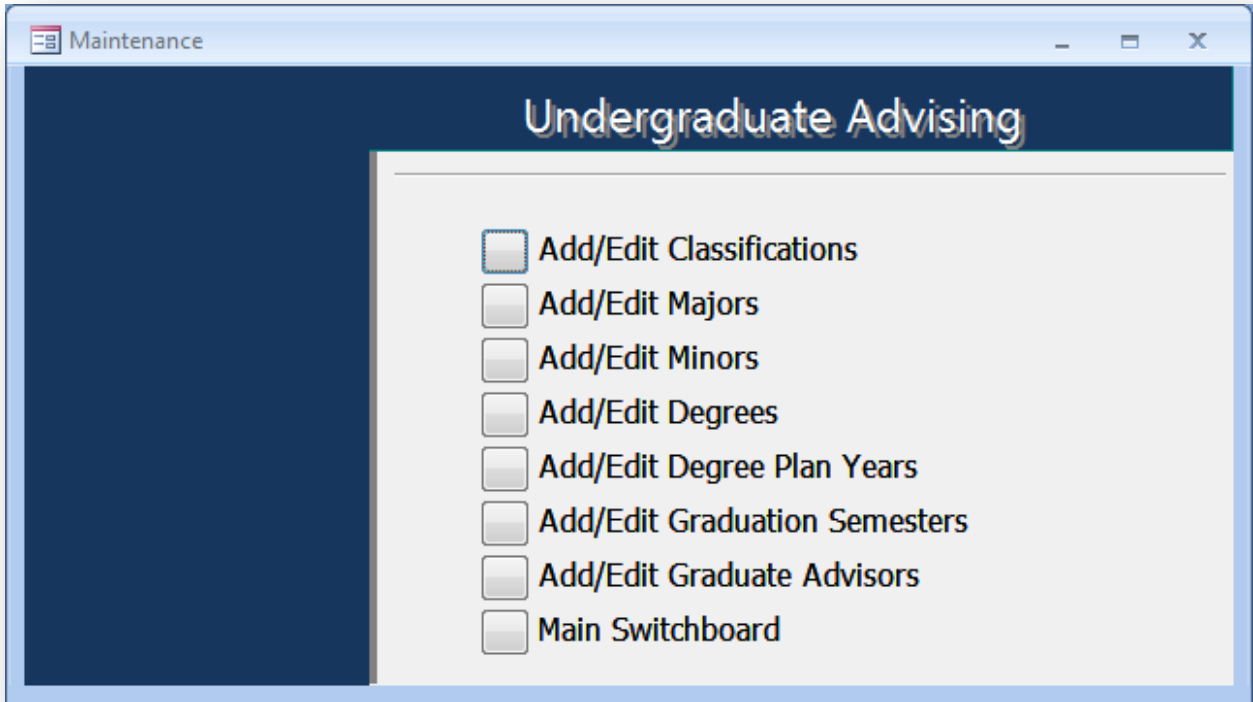 Maintenance
Undergraduate Advising
Add/Edit Classifications
Add/Edit Majors
Add/Edit Minors
Add/Edit Degrees
Add/Edit Degree Plan Years
Add/Edit Graduation Semesters
Add/Edit Graduate Advisors
Main Switchboard